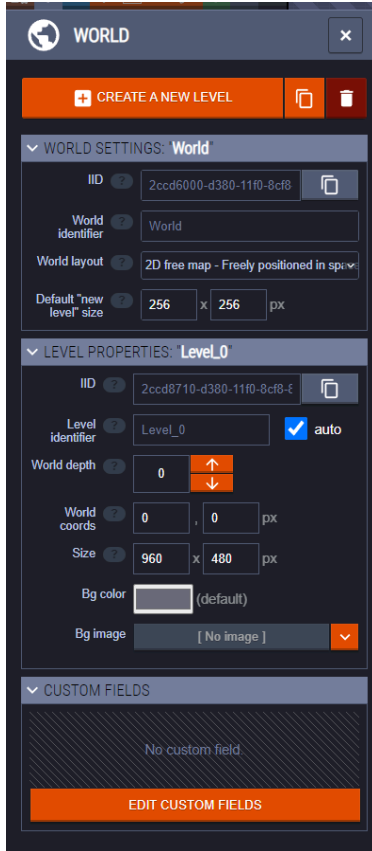 WORLD
×
CREATE A NEW LEVEL
WORLD SETTINGS: "World"
IID ? 2ccd6000-d380-11f0-8cf8
World identifier ? World
World layout ? 2D free map - Freely positioned in space
Default "new level" size ? 256 x 256 px
LEVEL PROPERTIES: "Level_0"
IID ? 2ccd8710-d380-11f0-8cf8-8
Level identifier ? Level_0 auto
World depth ? 0
World coords ? 0 , 0 px
Size ? 960 x 480 px
Bg color (default)
Bg image [ No image ]
CUSTOM FIELDS
No custom field.
EDIT CUSTOM FIELDS